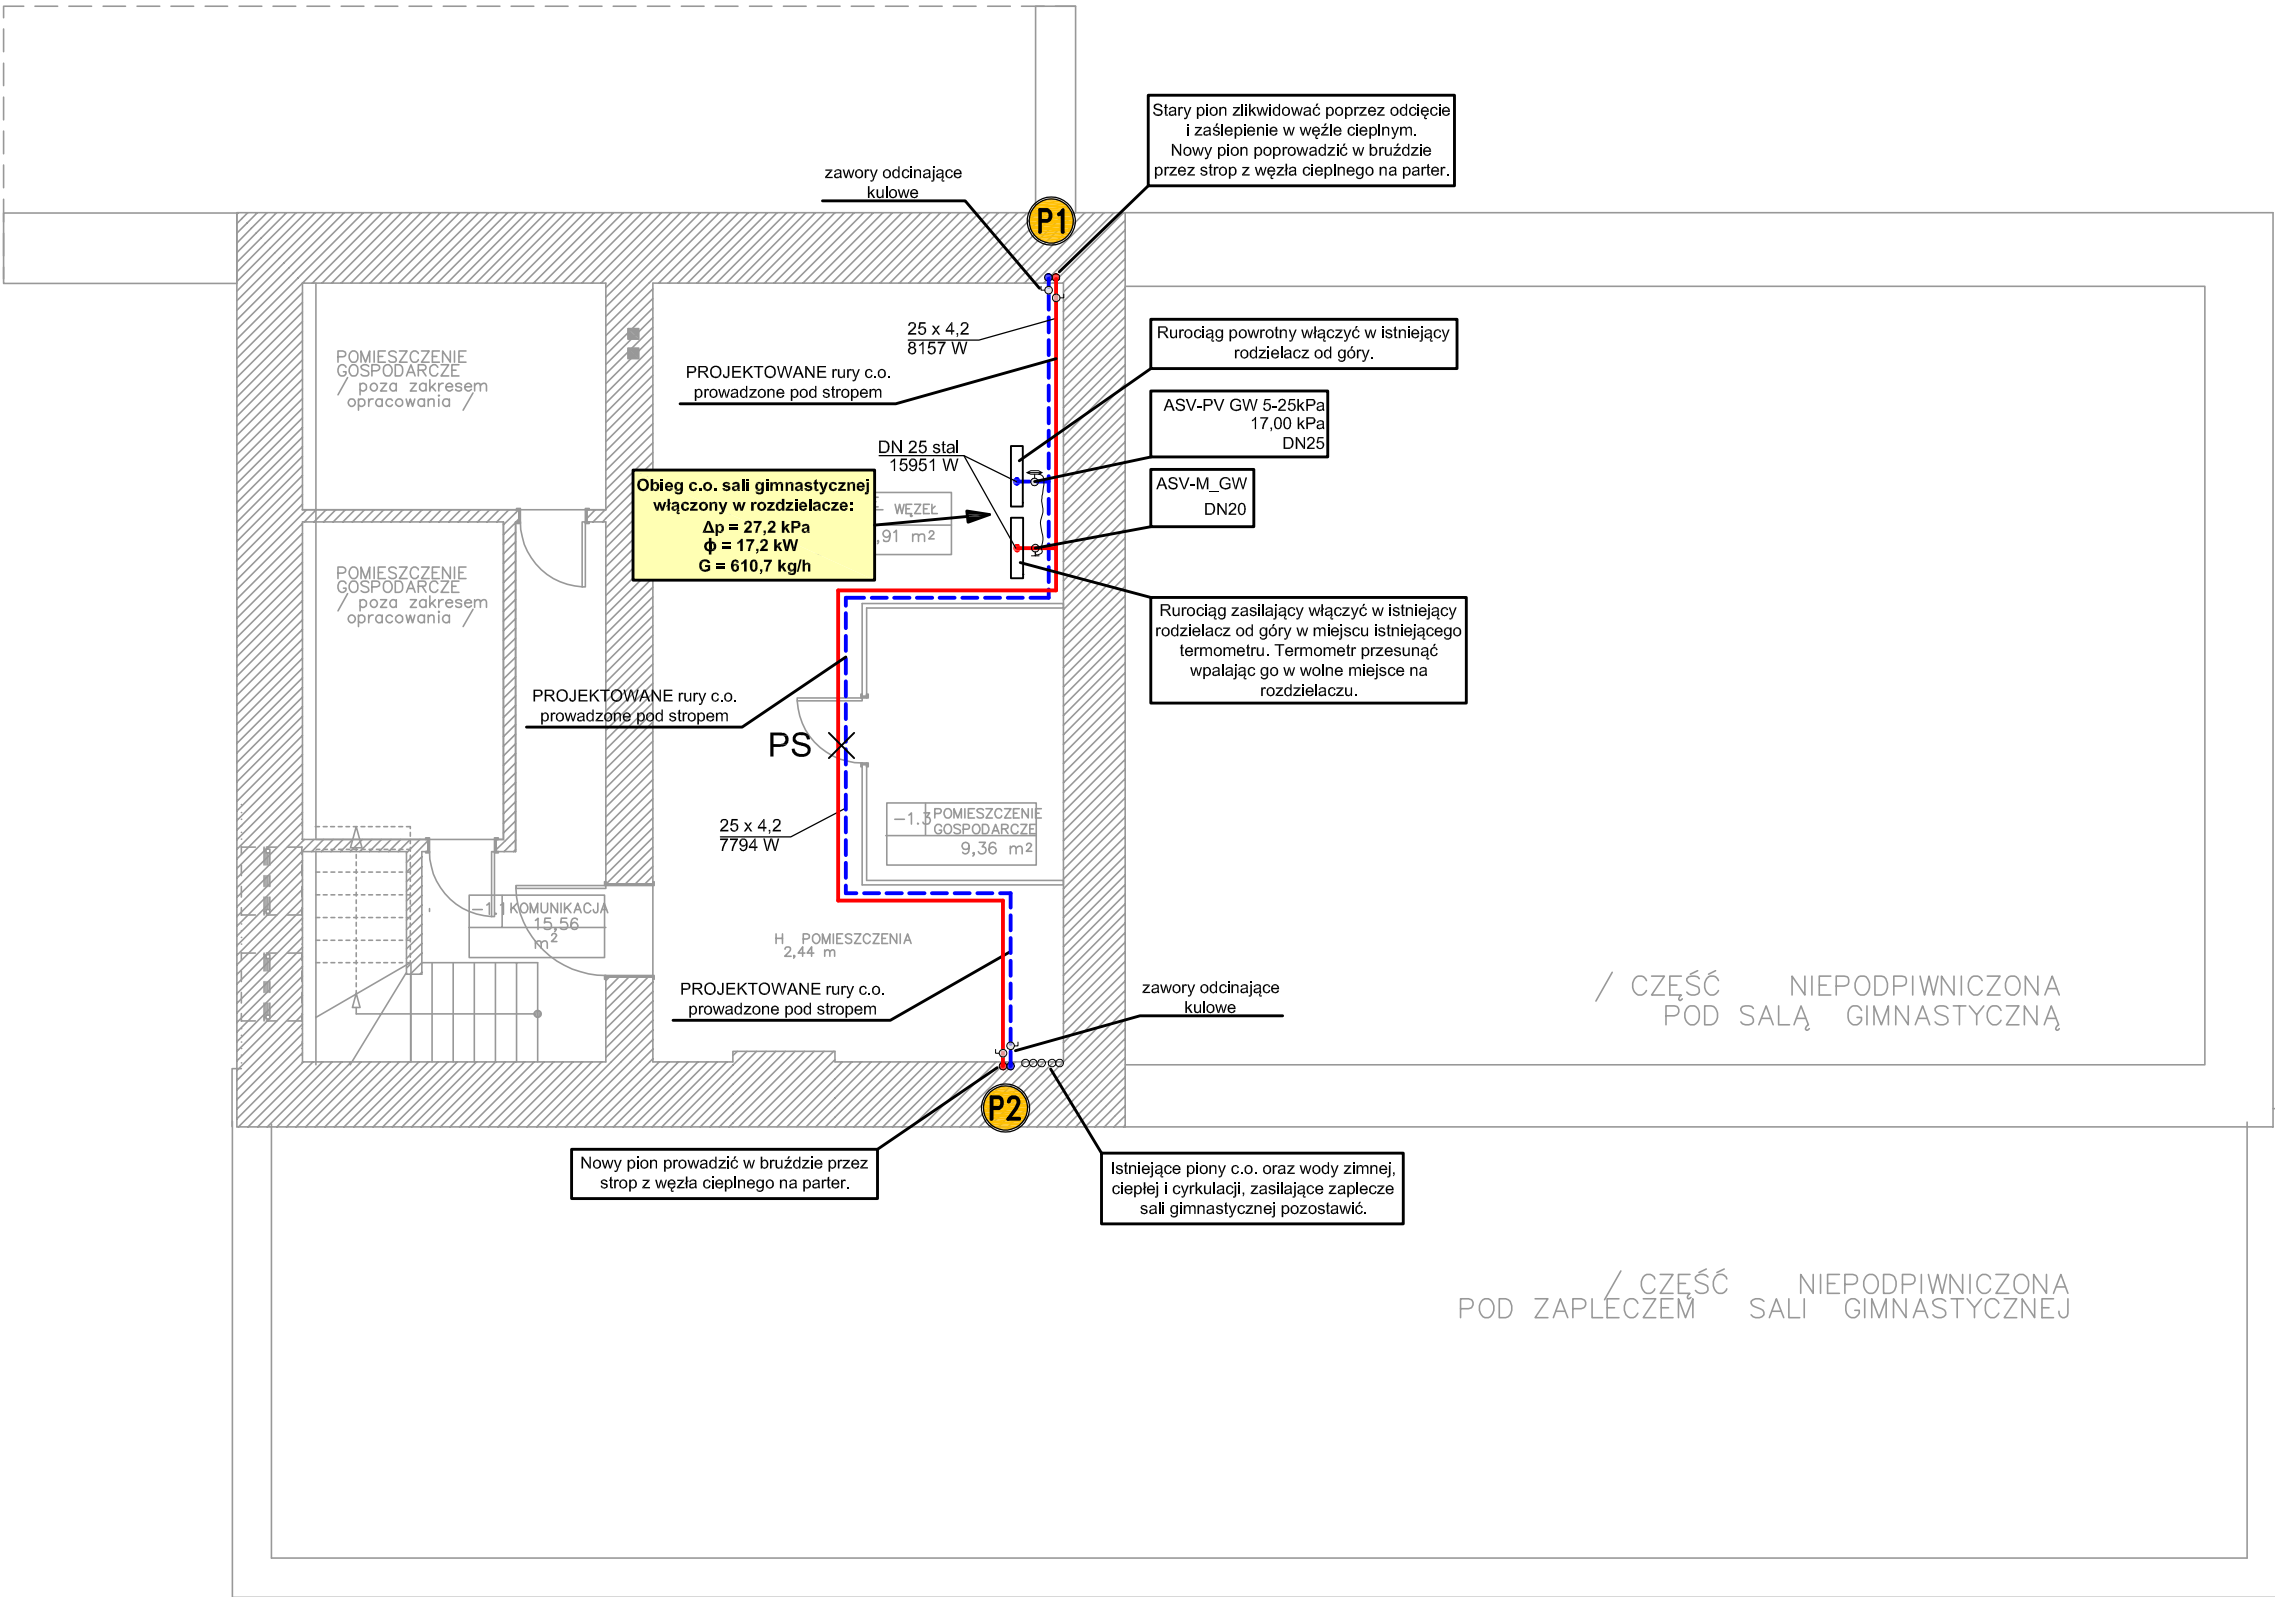 Stary pion zlikwidować poprzez odcięcie
i zaślepienie w węźle cieplnym.
Nowy pion poprowadzić w bruździe
przez strop z węzła cieplnego na parter.
zawory odcinające
kulowe
P1
25 x 4,2
8157 W
Rurociąg powrotny włączyć w istniejący
rodzielacz od góry.
POMIESZCZENIE
GOSPODARCZE
/ poza zakresem
opracowania /
PROJEKTOWANE rury c.o.
prowadzone pod stropem
ASV-PV GW 5-25kPa
17,00 kPa
DN25
DN 25 stal
15951 W
ASV-M_GW
DN20
Obieg c.o. sali gimnastycznej
włączony w rozdzielacze:
Δp = 27,2 kPa
ф = 17,2 kW
G = 610,7 kg/h
WĘZEŁ
,91 m²
POMIESZCZENIE
GOSPODARCZE
/ poza zakresem
opracowania /
Rurociąg zasilający włączyć w istniejący
rodzielacz od góry w miejscu istniejącego
termometru. Termometr przesunąć
wpalając go w wolne miejsce na
rozdzielaczu.
PROJEKTOWANE rury c.o.
prowadzone pod stropem
PS
25 x 4,2
7794 W
-1.3 POMIESZCZENIE
GOSPODARCZE
9,36 m²
-1.1 KOMUNIKACJA
15,56
m²
H POMIESZCZENIA
2,44 m
PROJEKTOWANE rury c.o.
prowadzone pod stropem
zawory odcinające
kulowe
/ CZĘŚĆ NIEPODPIWNICZONA
POD SALĄ GIMNASTYCZNĄ
P2
Nowy pion prowadzić w bruździe przez
strop z węzła cieplnego na parter.
Istniejące piony c.o. oraz wody zimnej,
ciepłej i cyrkulacji, zasilające zaplecze
sali gimnastycznej pozostawić.
/ CZĘŚĆ NIEPODPIWNICZONA
POD ZAPLECZEM SALI GIMNASTYCZNEJ